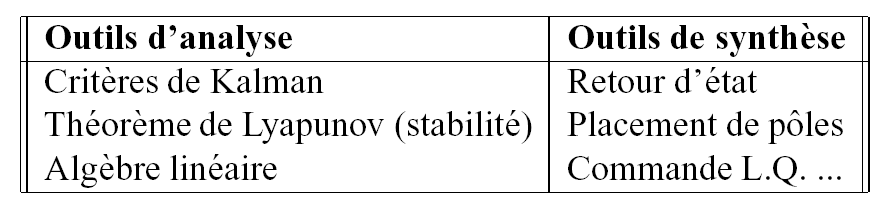 Outils d'analyse Outils de synthèse
Critères de Kalman Retour d'état
Théorème de Lyapunov (stabilité) Placement de pôles
Algèbre linéaire Commande L.Q. ...